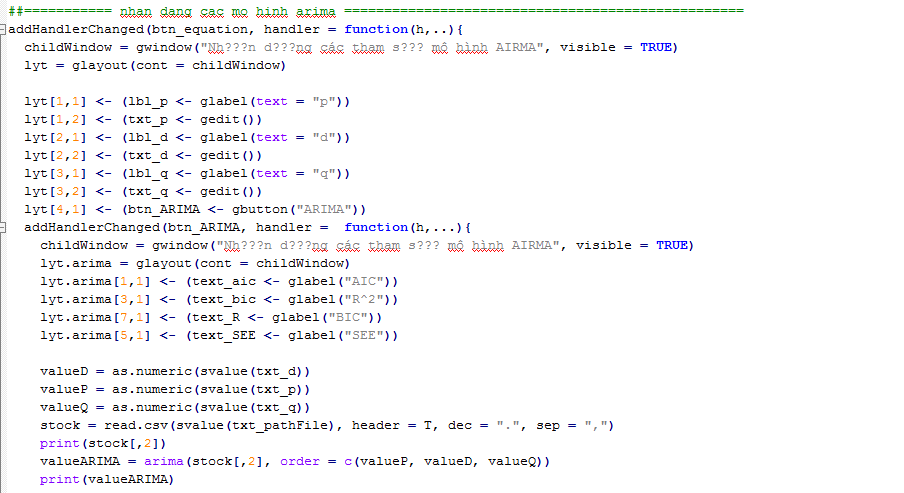 ##=========== nhan dang cac mo hinh arima ==================================================
addHandlerChanged(btn_equation, handler = function(h,..){
  childWindow = gwindow("Nh???n d???ng các tham s??? mô hình AIRMA", visible = TRUE)
  lyt = glayout(cont = childWindow)
  lyt[1,1] <- (lbl_p <- glabel(text = "p"))
  lyt[1,2] <- (txt_p <- gedit())
  lyt[2,1] <- (lbl_d <- glabel(text = "d"))
  lyt[2,2] <- (txt_d <- gedit())
  lyt[3,1] <- (lbl_q <- glabel(text = "q"))
  lyt[3,2] <- (txt_q <- gedit())
  lyt[4,1] <- (btn_ARIMA <- gbutton("ARIMA"))
  addHandlerChanged(btn_ARIMA, handler =  function(h,...){
    childWindow = gwindow("Nh???n d???ng các tham s??? mô hình AIRMA", visible = TRUE)
    lyt.arima = glayout(cont = childWindow)
    lyt.arima[1,1] <- (text_aic <- glabel("AIC"))
    lyt.arima[3,1] <- (text_bic <- glabel("R^2"))
    lyt.arima[7,1] <- (text_R <- glabel("BIC"))
    lyt.arima[5,1] <- (text_SEE <- glabel("SEE"))
    valueD = as.numeric(svalue(txt_d))
    valueP = as.numeric(svalue(txt_p))
    valueQ = as.numeric(svalue(txt_q))
    stock = read.csv(svalue(txt_pathFile), header = T, dec = ".", sep = ",")
    print(stock[,2])
    valueARIMA = arima(stock[,2], order = c(valueP, valueD, valueQ))
    print(valueARIMA)